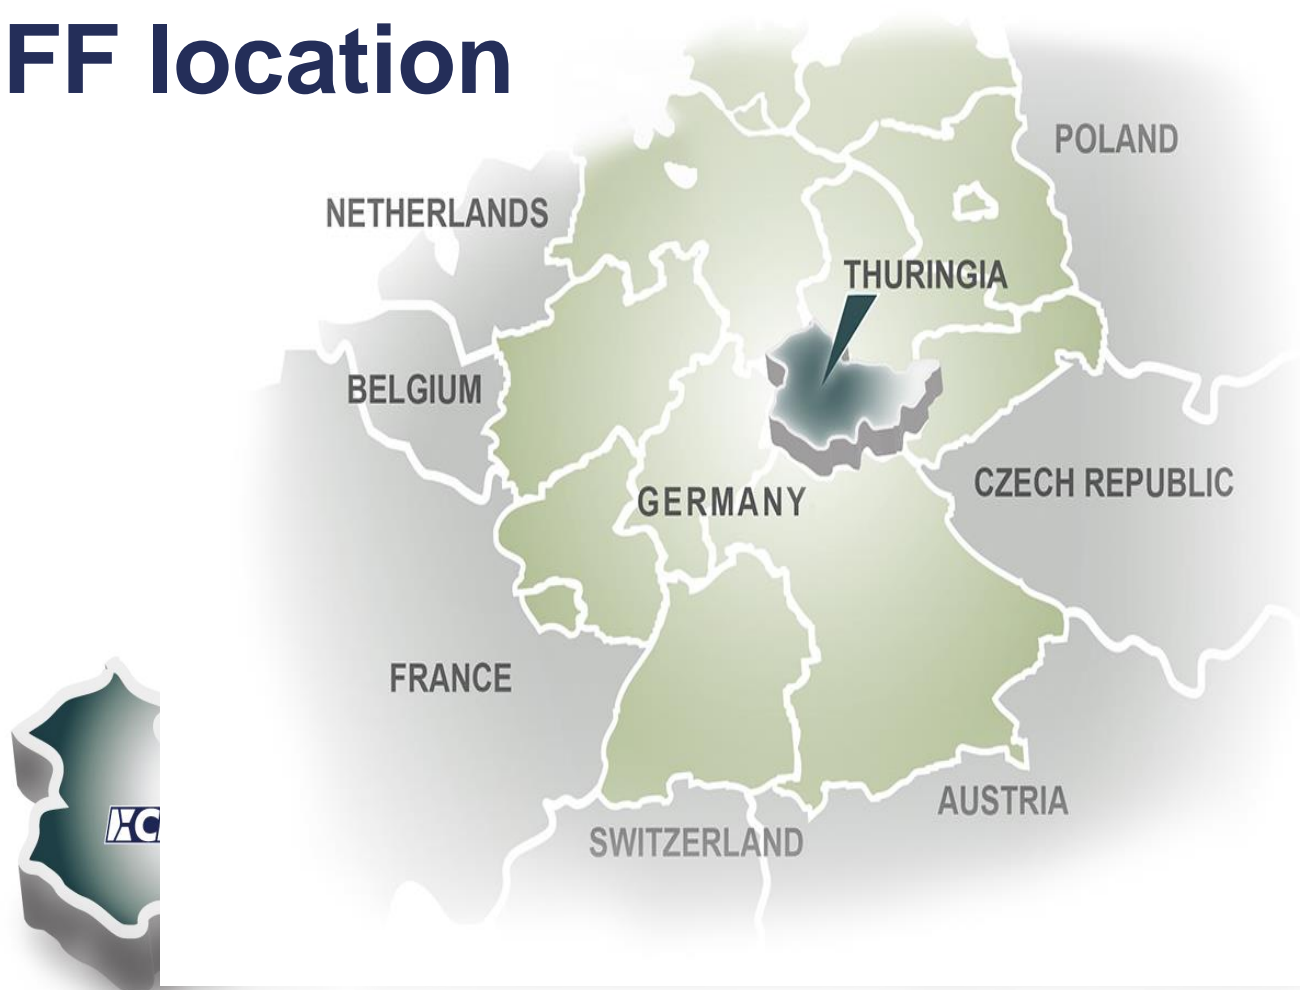 FF location
POLAND
NETHERLANDS
THURINGIA
BELGIUM
CZECH REPUBLIC
GERMANY
FRANCE
AUSTRIA
SWITZERLAND